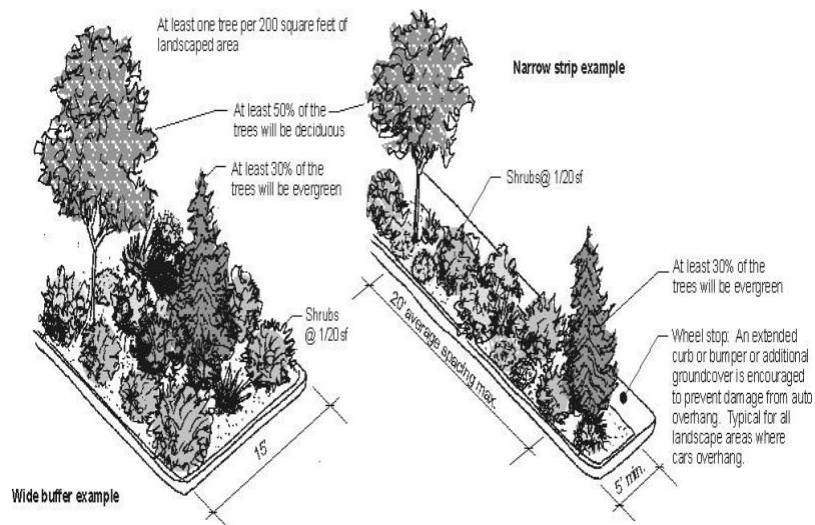 At least one tree per 200 square feet of
landscaped area
Narrow strip example
At least 50% of the
trees will be deciduous
At least 30% of the
trees will be evergreen
Shrubs@ 1/20sf
Shrubs
@ 1/20sf
At least 30% of the
trees will be evergreen
20' average spacing max.
Wheel stop: An extended
curb or bumper or additional
groundcover is encouraged
to prevent damage from auto
overhang. Typical for all
landscape areas where
cars overhang.
15'
5' min.
Wide buffer example